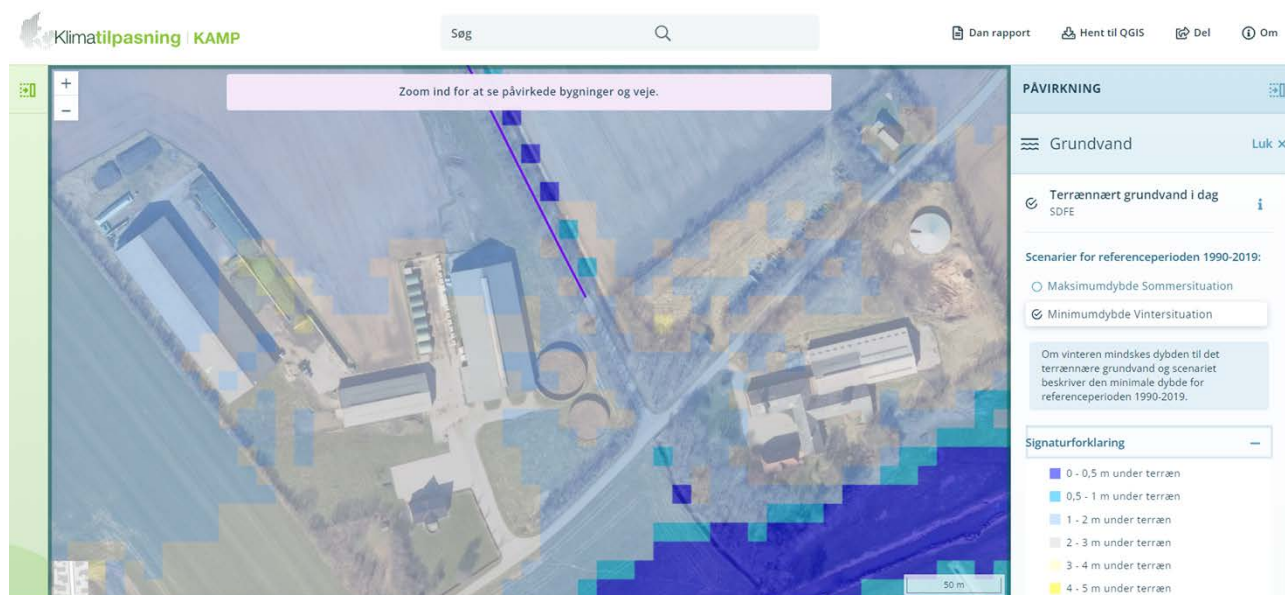 Klimatilpasning | KAMP
Søg
Dan rapport
Hent til QGIS
Del
Om
+
Zoom ind for at se påvirkede bygninger og veje.
−
PÅVIRKNING
Grundvand
Luk ×
Terrænnært grundvand i dag
SDFE
i
Scenarier for referenceperioden 1990-2019:
Maksimumdybde Sommersituation
Minimumdybde Vintersituation
Om vinteren mindskes dybden til det
terrænnære grundvand og scenariet
beskriver den minimale dybde for
referenceperioden 1990-2019.
Signaturforklaring −
0 - 0,5 m under terræn
0,5 - 1 m under terræn
1 - 2 m under terræn
2 - 3 m under terræn
3 - 4 m under terræn
4 - 5 m under terræn
50 m